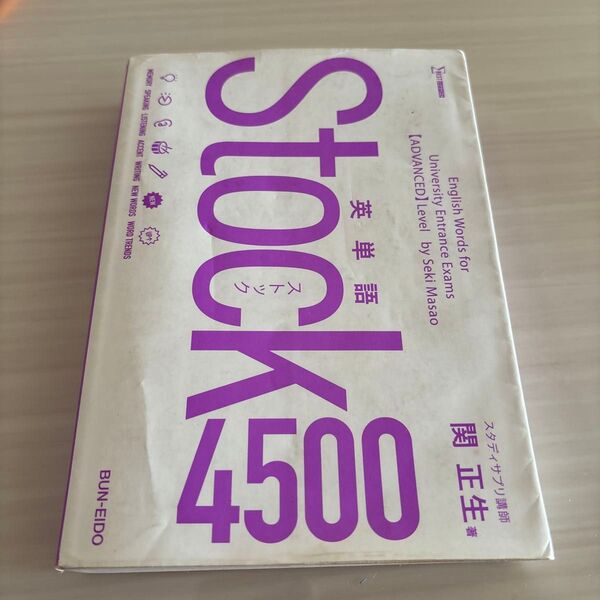 BEST
English Words for
University Entrance Exams
【ADVANCED】Level by Seki Masao
英単語
Stock
ストック
4500
スタディサプリ講師
関 正生 著
MEMORY SPEAKING LISTENING ACCENT WRITING NEW WORDS WORD TRENDS
BUN-EIDO